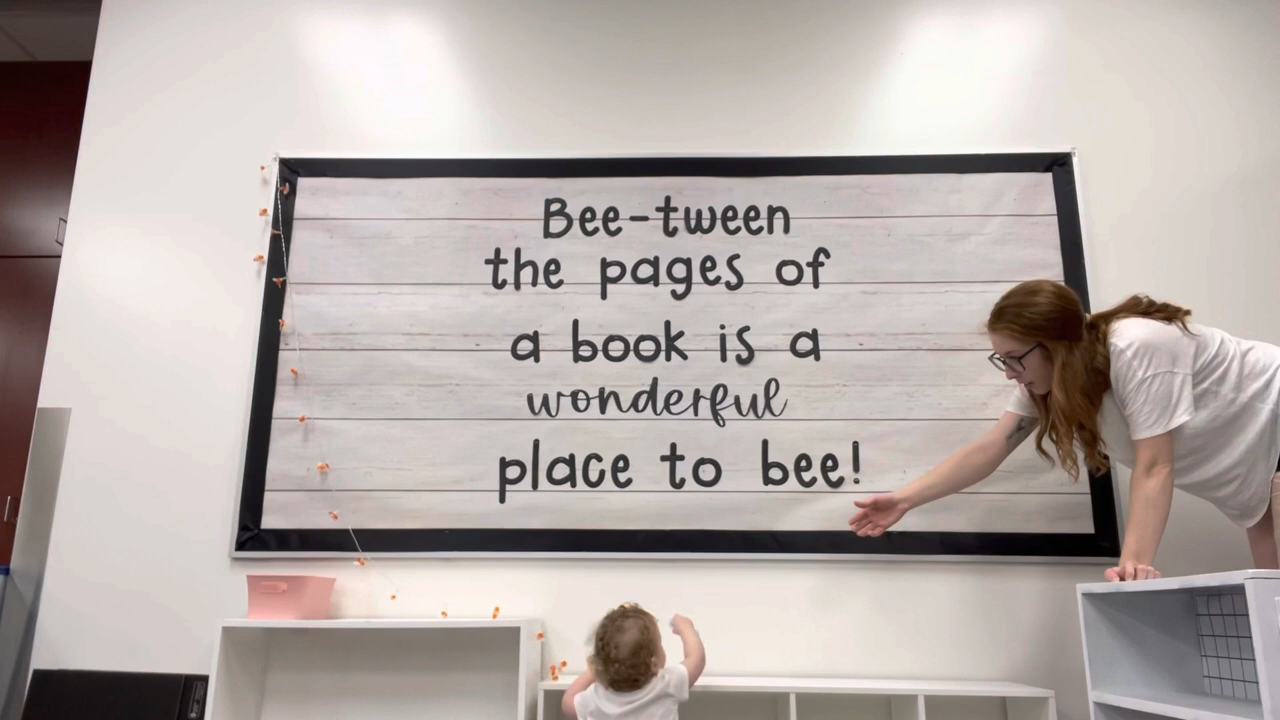 Bee-tween
the pages of
a book is a
wonderful
place to bee!